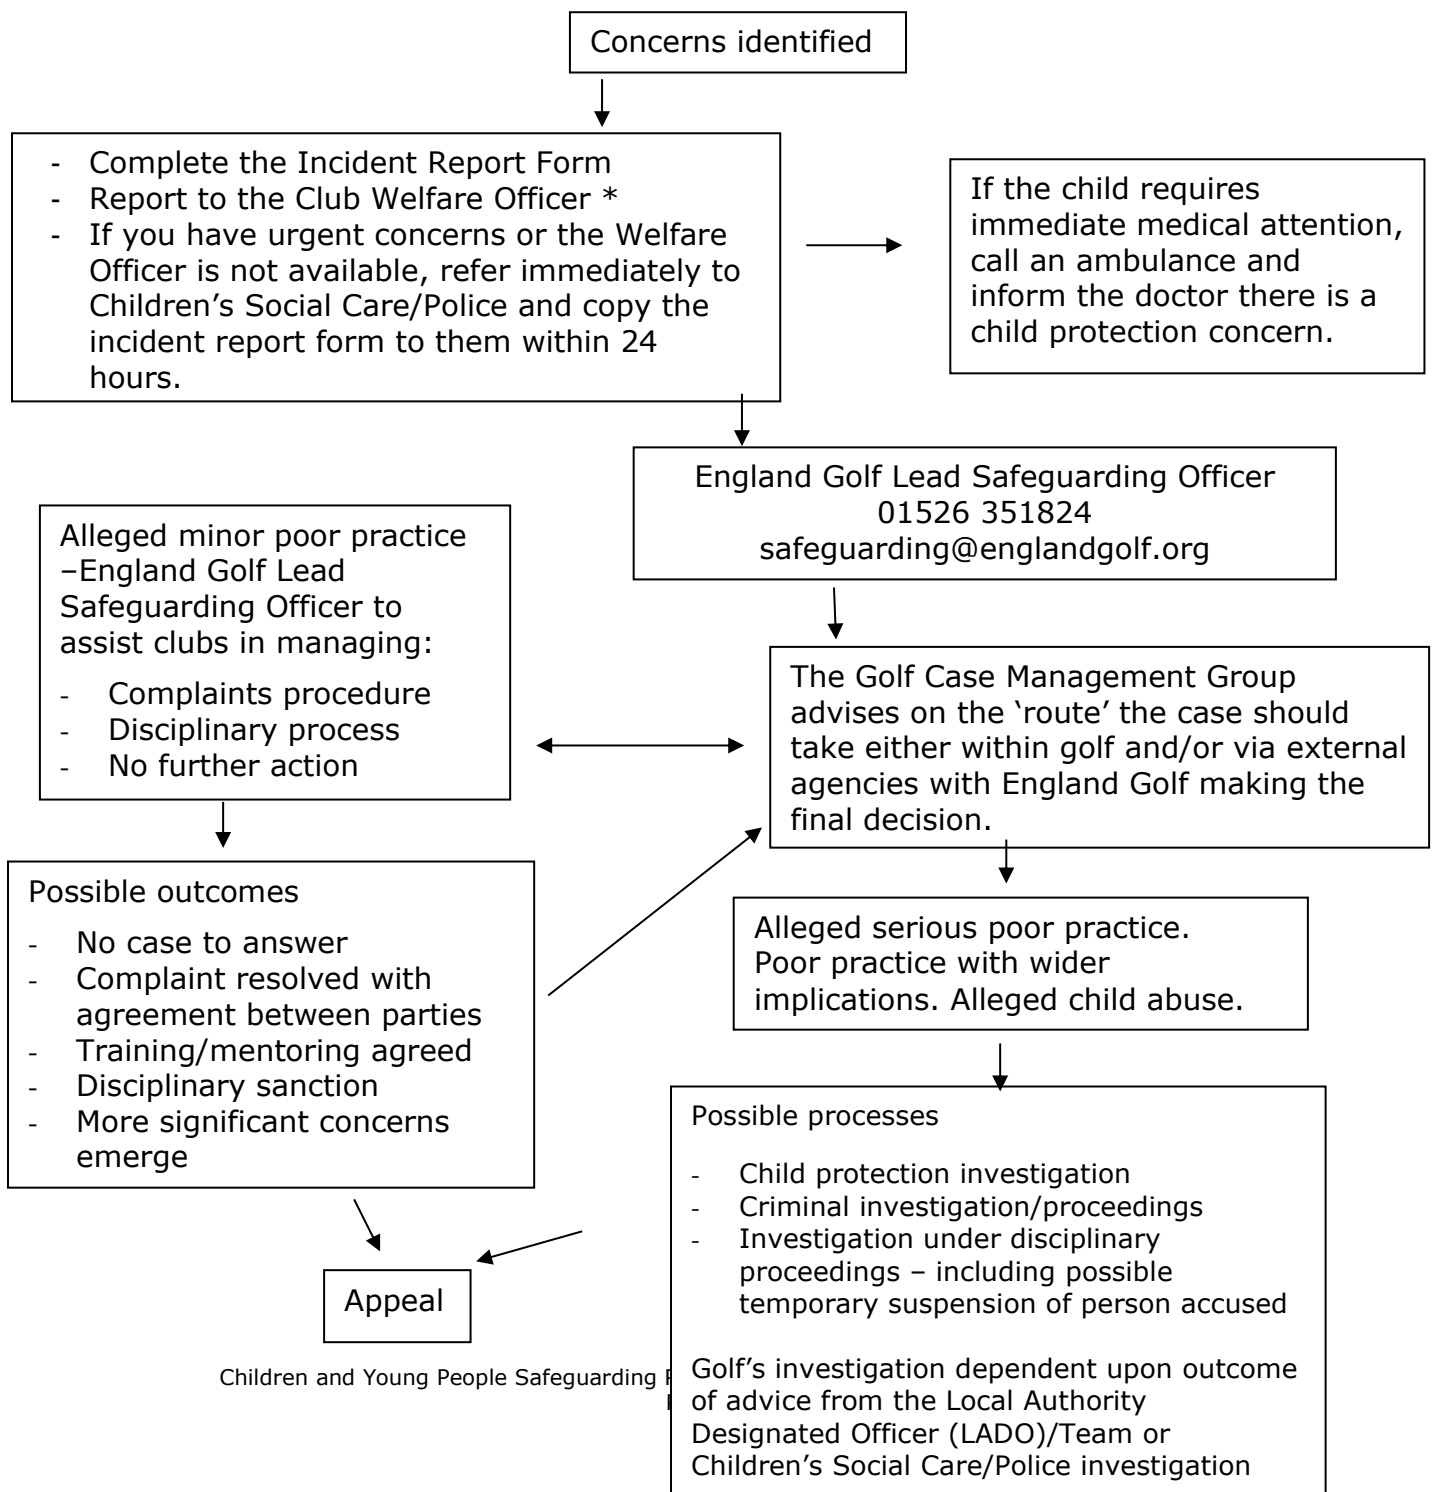 Concerns identified
- Complete the Incident Report Form
- Report to the Club Welfare Officer *
- If you have urgent concerns or the Welfare
Officer is not available, refer immediately to
Children’s Social Care/Police and copy the
incident report form to them within 24
hours.
If the child requires
immediate medical attention,
call an ambulance and
inform the doctor there is a
child protection concern.
England Golf Lead Safeguarding Officer
01526 351824
safeguarding@englandgolf.org
Alleged minor poor practice
–England Golf Lead
Safeguarding Officer to
assist clubs in managing:
- Complaints procedure
- Disciplinary process
- No further action
The Golf Case Management Group
advises on the ‘route’ the case should
take either within golf and/or via external
agencies with England Golf making the
final decision.
Possible outcomes
- No case to answer
- Complaint resolved with
agreement between parties
- Training/mentoring agreed
- Disciplinary sanction
- More significant concerns
emerge
Alleged serious poor practice.
Poor practice with wider
implications. Alleged child abuse.
Possible processes
- Child protection investigation
- Criminal investigation/proceedings
- Investigation under disciplinary
proceedings – including possible
temporary suspension of person accused
Golf’s investigation dependent upon outcome
of advice from the Local Authority
Designated Officer (LADO)/Team or
Children’s Social Care/Police investigation
Appeal
Children and Young People Safeguarding